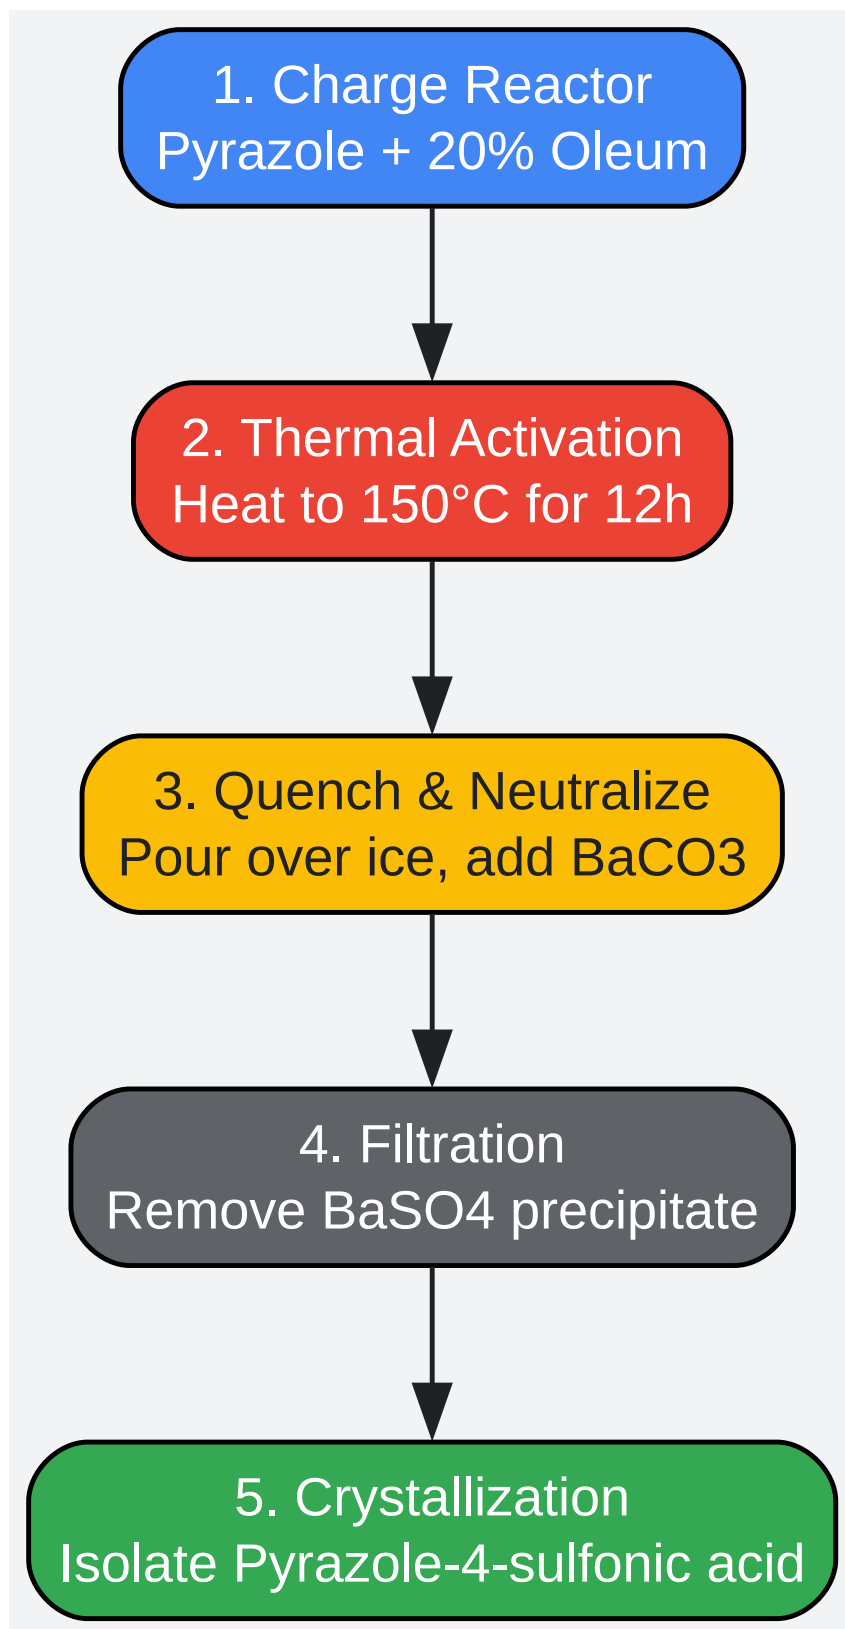 1. Charge Reactor
Pyrazole + 20% Oleum
2. Thermal Activation
Heat to 150°C for 12h
3. Quench & Neutralize
Pour over ice, add BaCO3
4. Filtration
Remove BaSO4 precipitate
5. Crystallization
Isolate Pyrazole-4-sulfonic acid